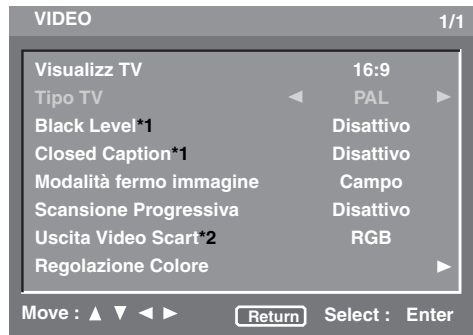 VIDEO 1/1
Visualizz TV 16:9
Tipo TV ◄ PAL ►
Black Level*1 Disattivo
Closed Caption*1 Disattivo
Modalità fermo immagine Campo
Scansione Progressiva Disattivo
Uscita Video Scart*2 RGB
Regolazione Colore ►
Move : ▲ ▼ ◄ ► Return Select : Enter